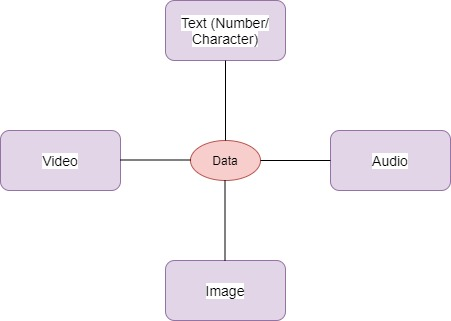 Text (Number/
Character)
Video
Data
Audio
Image